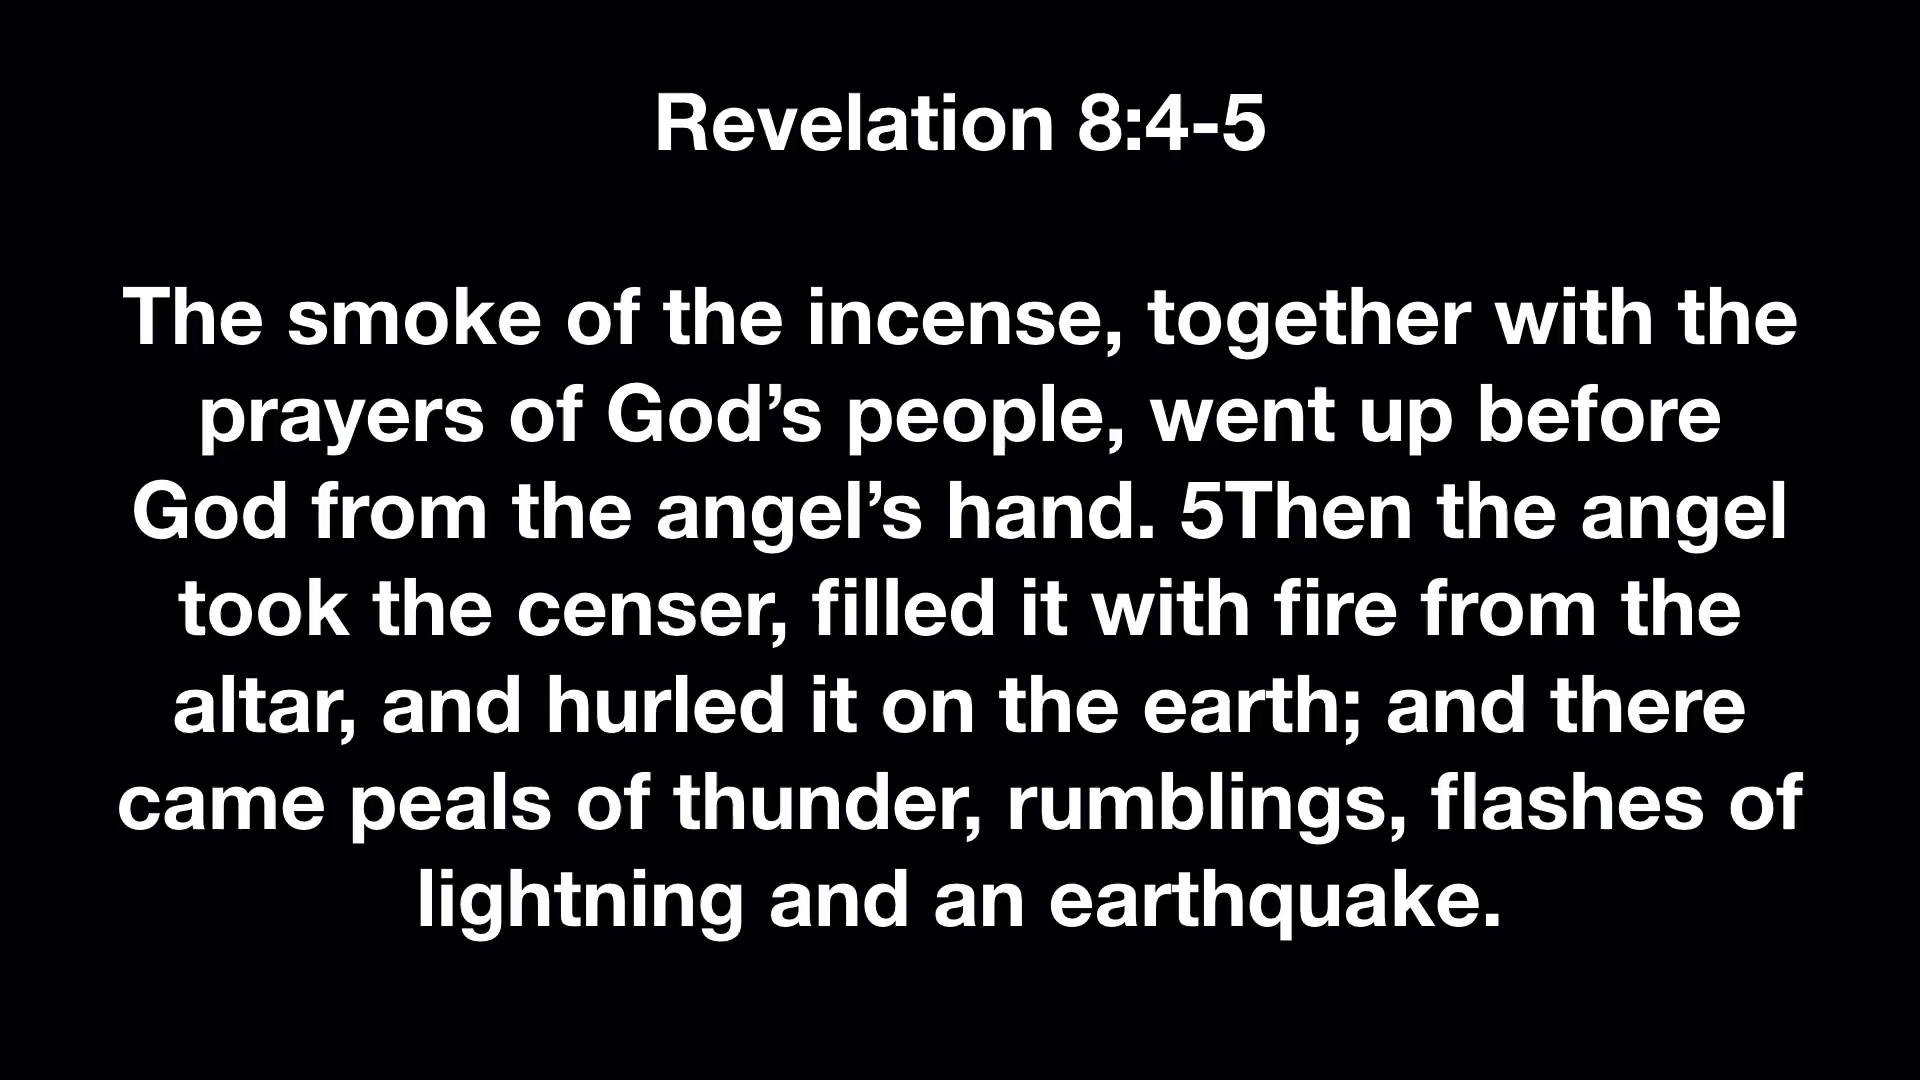 Revelation 8:4-5
The smoke of the incense, together with the
prayers of God’s people, went up before
God from the angel’s hand. 5Then the angel
took the censer, filled it with fire from the
altar, and hurled it on the earth; and there
came peals of thunder, rumblings, flashes of
lightning and an earthquake.